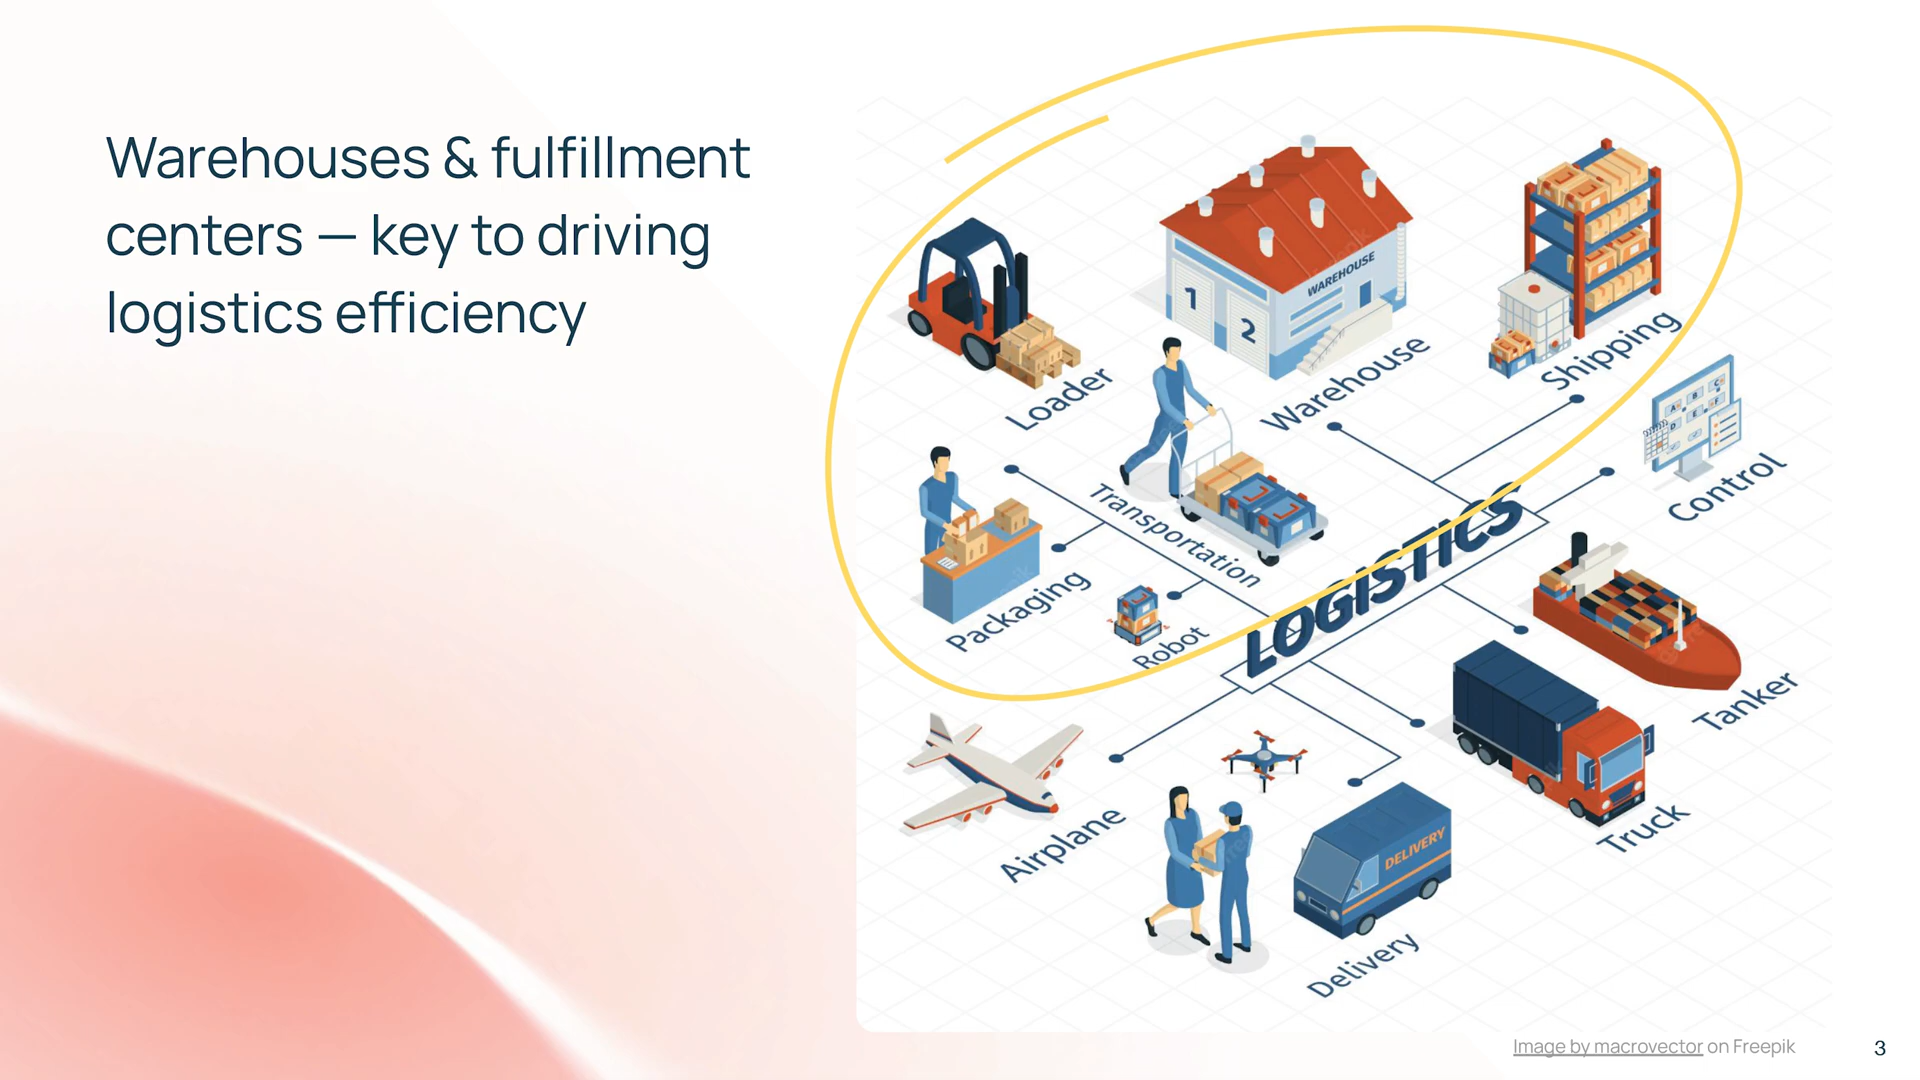 Warehouses & fulfillment
centers — key to driving
logistics efficiency
WAREHOUSE
1
2
Loader
Warehouse
Shipping
Control
Transportation
Packaging
Robot
LOGISTICS
Tanker
Airplane
Truck
DELIVERY
Delivery
Image by macrovector on Freepik
3